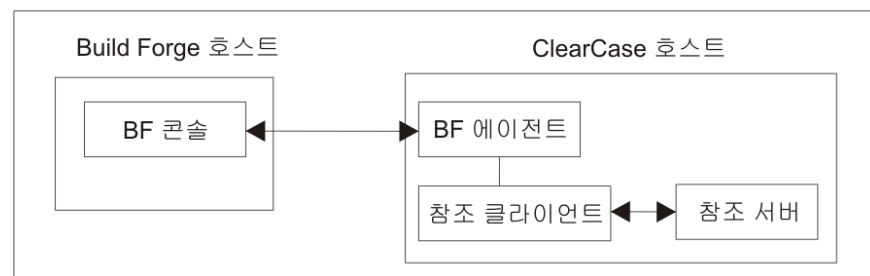 Build Forge 호스트
ClearCase 호스트
BF 콘솔
BF 에이전트
참조 클라이언트
참조 서버